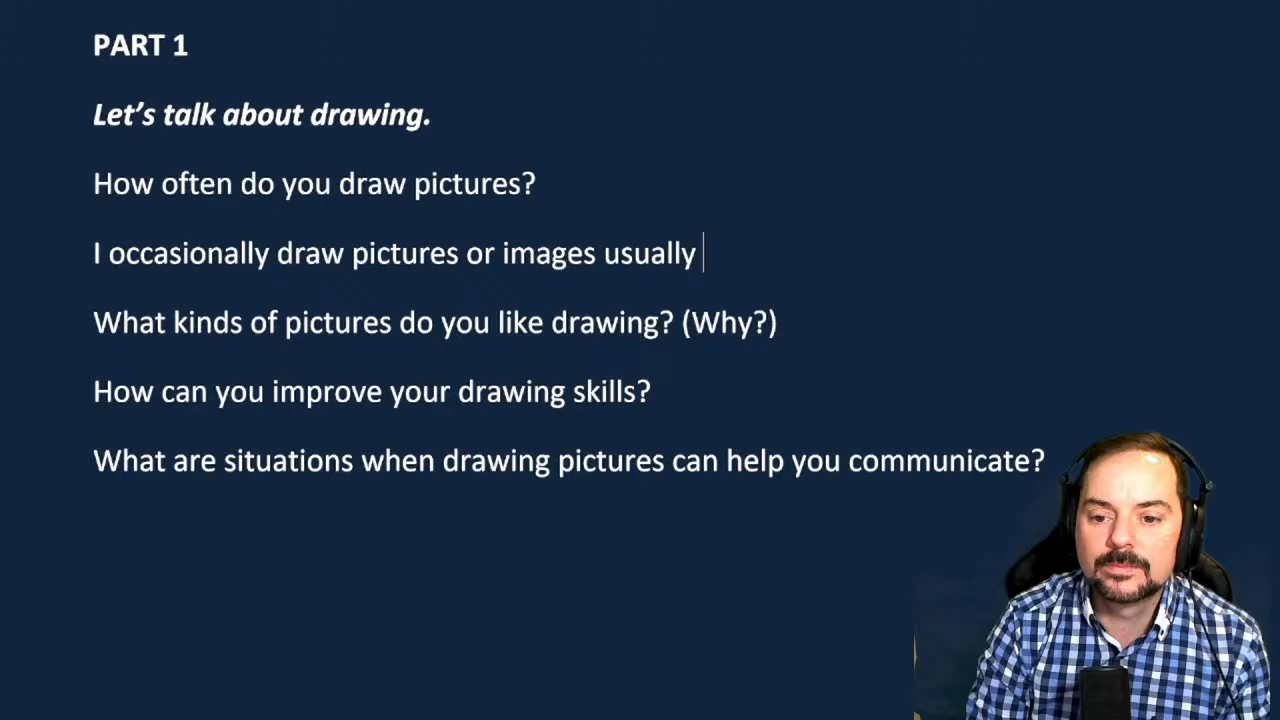 PART 1
Let's talk about drawing.
How often do you draw pictures?
I occasionally draw pictures or images usually
What kinds of pictures do you like drawing? (Why?)
How can you improve your drawing skills?
What are situations when drawing pictures can help you communicate?